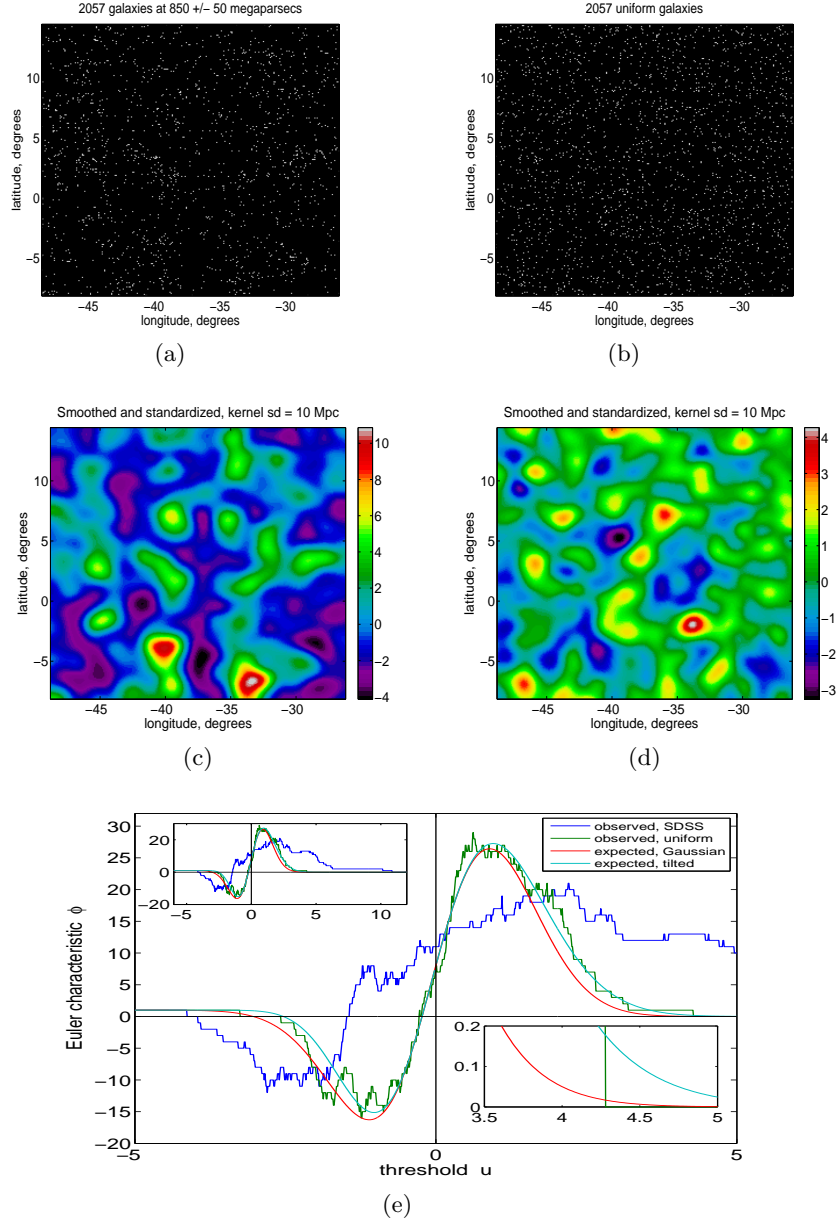 2057 galaxies at 850 +/− 50 megaparsecs
latitude, degrees
10
5
0
−5
−45 −40 −35 −30
longitude, degrees
(a)
2057 uniform galaxies
latitude, degrees
10
5
0
−5
−45 −40 −35 −30
longitude, degrees
(b)
Smoothed and standardized, kernel sd = 10 Mpc
latitude, degrees
10
5
0
−5
−45 −40 −35 −30
longitude, degrees
10
8
6
4
2
0
−2
−4
(c)
Smoothed and standardized, kernel sd = 10 Mpc
latitude, degrees
10
5
0
−5
−45 −40 −35 −30
longitude, degrees
4
3
2
1
0
−1
−2
−3
(d)
Euler characteristic ϕ
30
25
20
15
10
5
0
−5
−10
−15
−20
−5 0 5
threshold u
20
0
−20
−5 0 5 10
observed, SDSS
observed, uniform
expected, Gaussian
expected, tilted
0.2
0.1
0
3.5 4 4.5 5
(e)